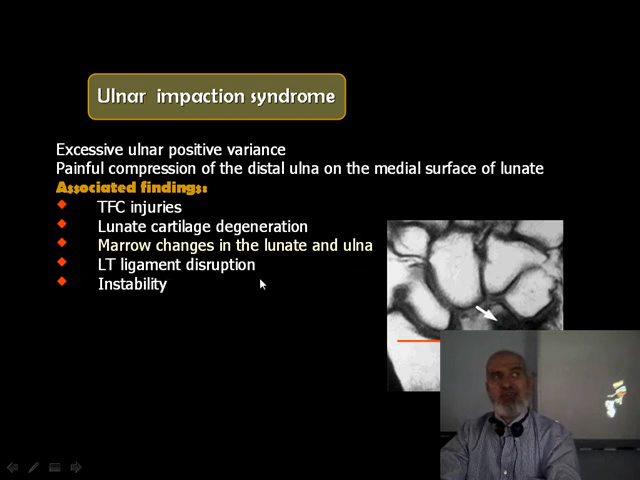 Ulnar impaction syndrome
Excessive ulnar positive variance
Painful compression of the distal ulna on the medial surface of lunate
Associated findings:
TFC injuries
Lunate cartilage degeneration
Marrow changes in the lunate and ulna
LT ligament disruption
Instability